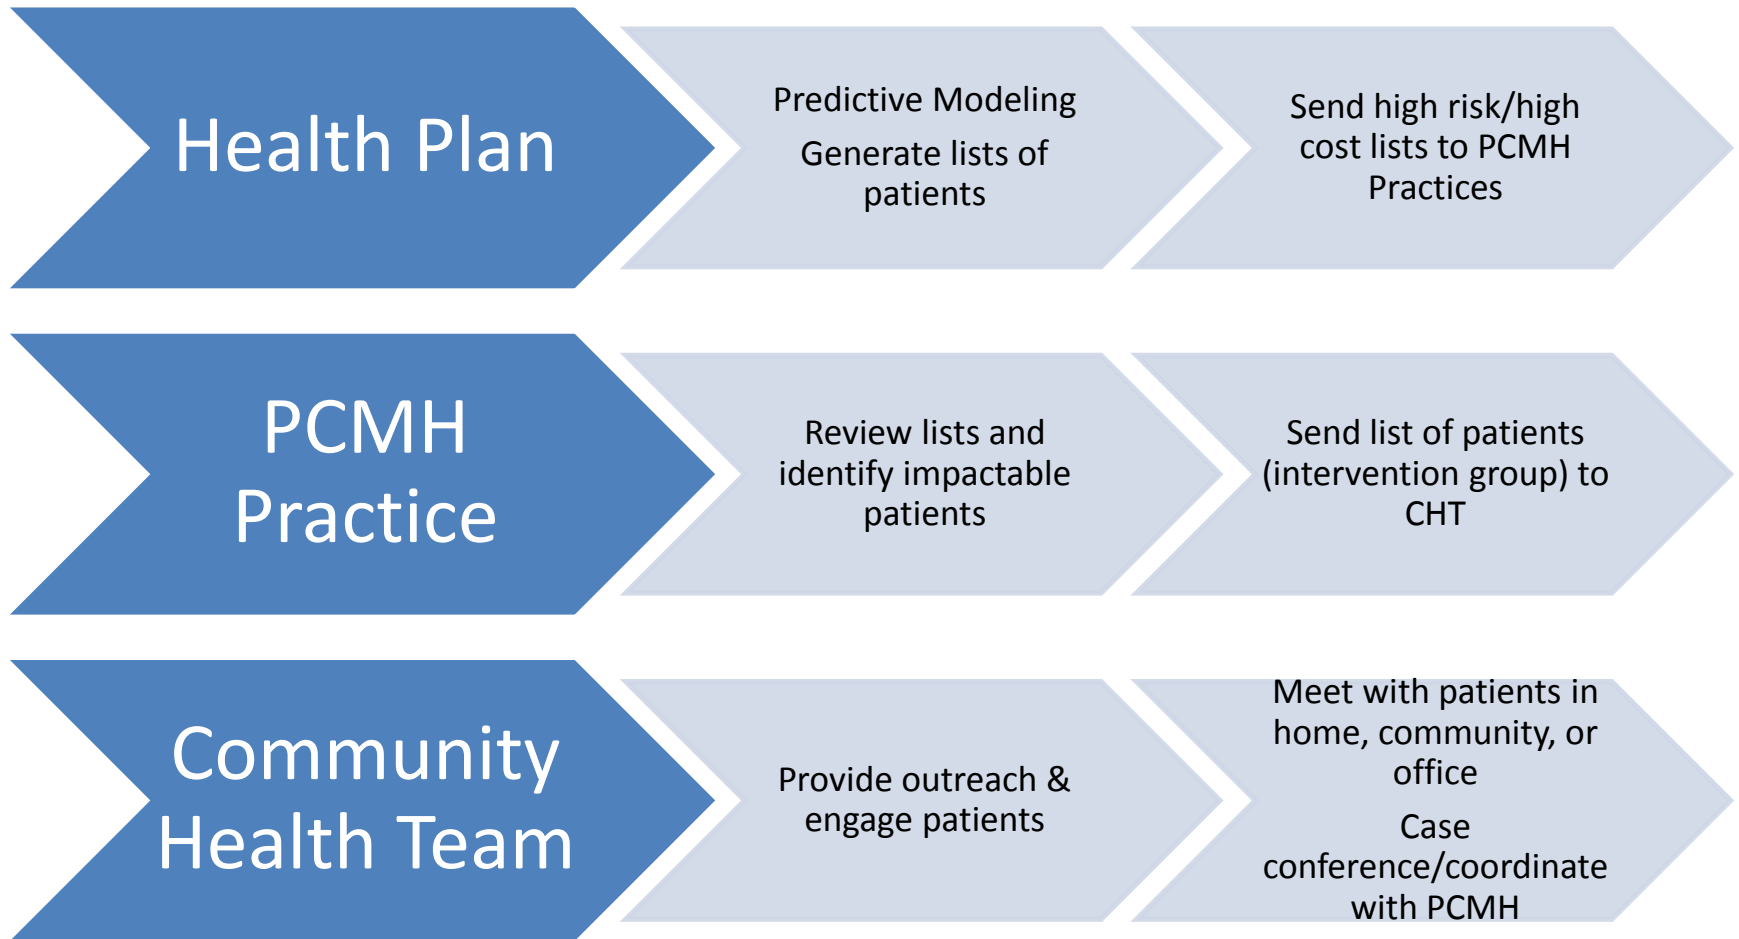 Health Plan
Predictive Modeling
Generate lists of
patients
Send high risk/high
cost lists to PCMH
Practices
PCMH
Practice
Review lists and
identify impactable
patients
Send list of patients
(intervention group) to
CHT
Community
Health Team
Provide outreach &
engage patients
Meet with patients in
home, community, or
office
Case
conference/coordinate
with PCMH